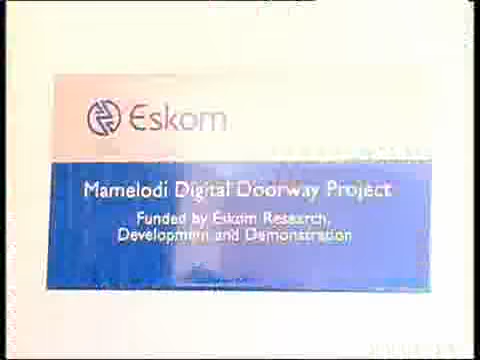 Eskom
Mamelodi Digital Doorway Project
Funded by Eskom Research,
Development and Demonstration